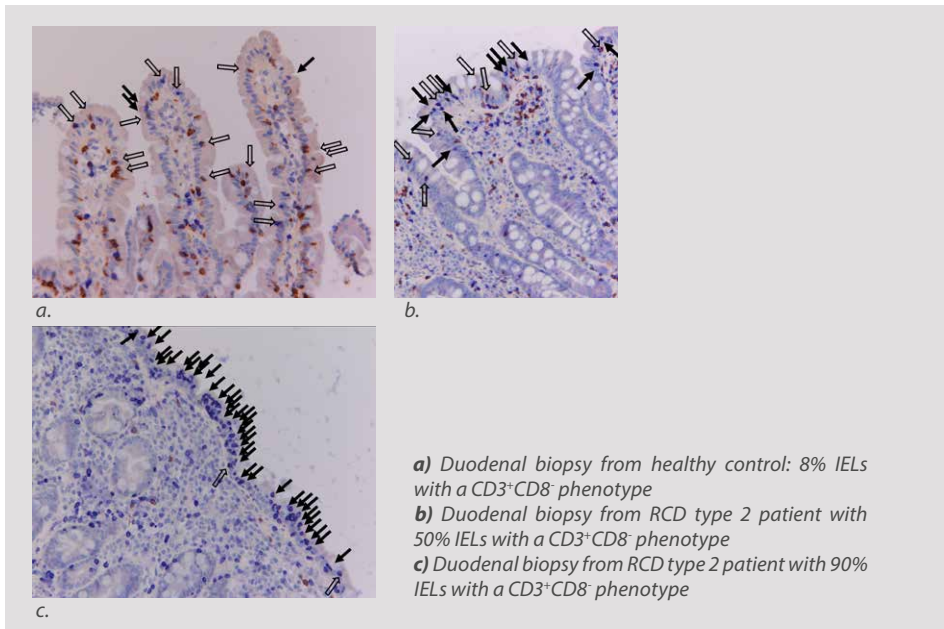 a.
b.
c.
a) Duodenal biopsy from healthy control: 8% IELs
with a CD3⁺CD8⁻ phenotype
b) Duodenal biopsy from RCD type 2 patient with
50% IELs with a CD3⁺CD8⁻ phenotype
c) Duodenal biopsy from RCD type 2 patient with 90%
IELs with a CD3⁺CD8⁻ phenotype